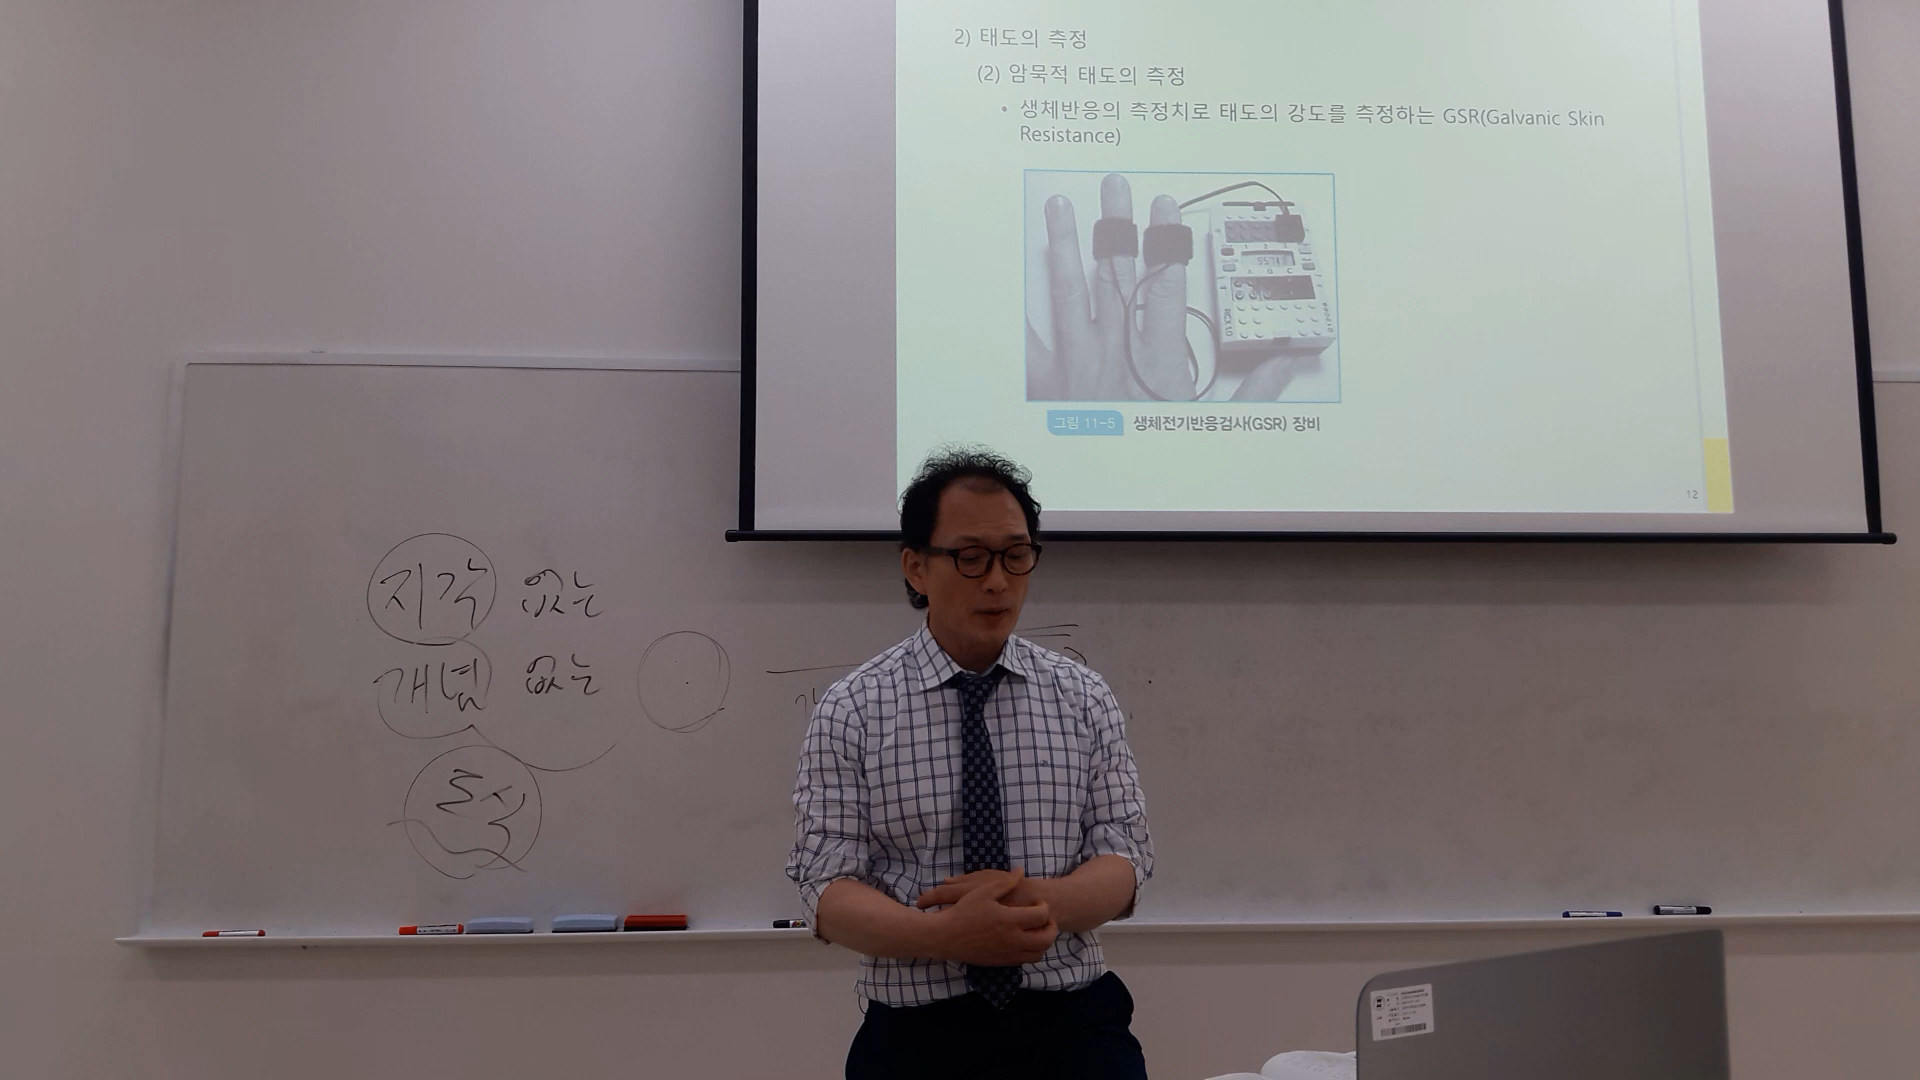 2) 태도의 측정
(2) 암묵적 태도의 측정
• 생체반응의 측정치로 태도의 강도를 측정하는 GSR(Galvanic Skin
Resistance)
그림 11-5 생체전기반응검사(GSR) 장비
12
지각 없는
개념 없는